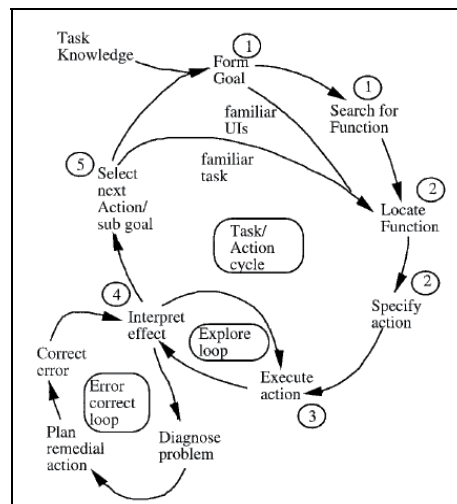 Task
Knowledge
1
Form
Goal
1
Search for
Function
familiar
UIs
familiar
task
5
Select
next
Action/
sub goal
2
Locate
Function
Task/
Action
cycle
2
Specify
action
4
Interpret
effect
Explore
loop
Correct
error
Error
correct
loop
Execute
action
3
Plan
remedial
action
Diagnose
problem